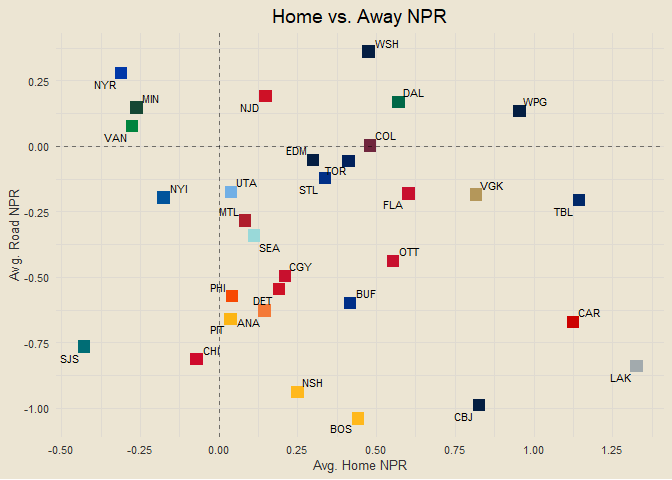 Home vs. Away NPR
WSH
NYR
MIN
NJD
DAL
WPG
VAN
COL
EDM
TOR
STL
NYI
UTA
VGK
FLA
TBL
MTL
SEA
OTT
CGY
PHI
DET
BUF
PIT
ANA
CAR
SJS
CHI
LAK
NSH
CBJ
BOS
0.25
0.00
-0.25
-0.50
-0.75
-1.00
Avg. Road NPR
-0.50
-0.25
0.00
0.25
0.50
0.75
1.00
1.25
Avg. Home NPR